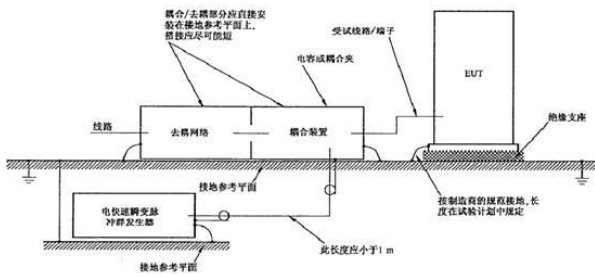 耦合/去耦部分应直接安
装在接地参考平面上,
搭接应尽可能短
电容或耦合夹
受试线路/端子
EUT
绝缘支座
线路
去耦网络
耦合装置
接地参考平面
按制造商的规范接地,长
度在试验计划中规定
电快速瞬变脉
冲群发生器
此长度应小于1m
接地参考平面